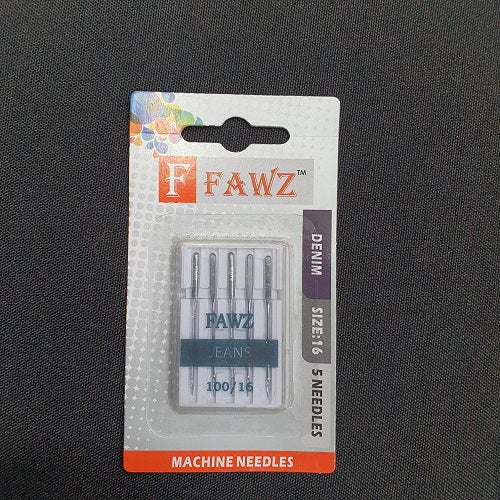 F FAWZ™
DENIM SIZE:16 5 NEEDLES
FAWZ
JEANS
100/16
MACHINE NEEDLES